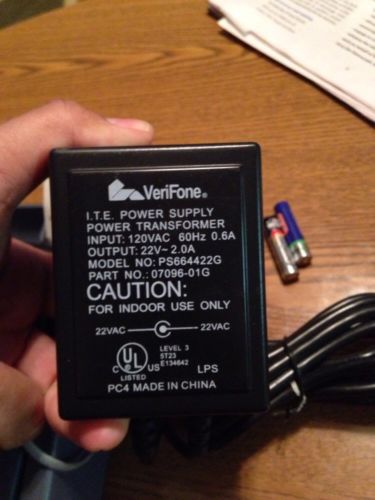 VeriFone®
I.T.E. POWER SUPPLY
POWER TRANSFORMER
INPUT: 120VAC 60Hz 0.6A
OUTPUT: 22V~ 2.0A
MODEL NO: PS664422G
PART NO.: 07096-01G
CAUTION:
FOR INDOOR USE ONLY
22VAC 22VAC
LEVEL 3
C UL US 5T23
E134642
LISTED LPS
PC4 MADE IN CHINA